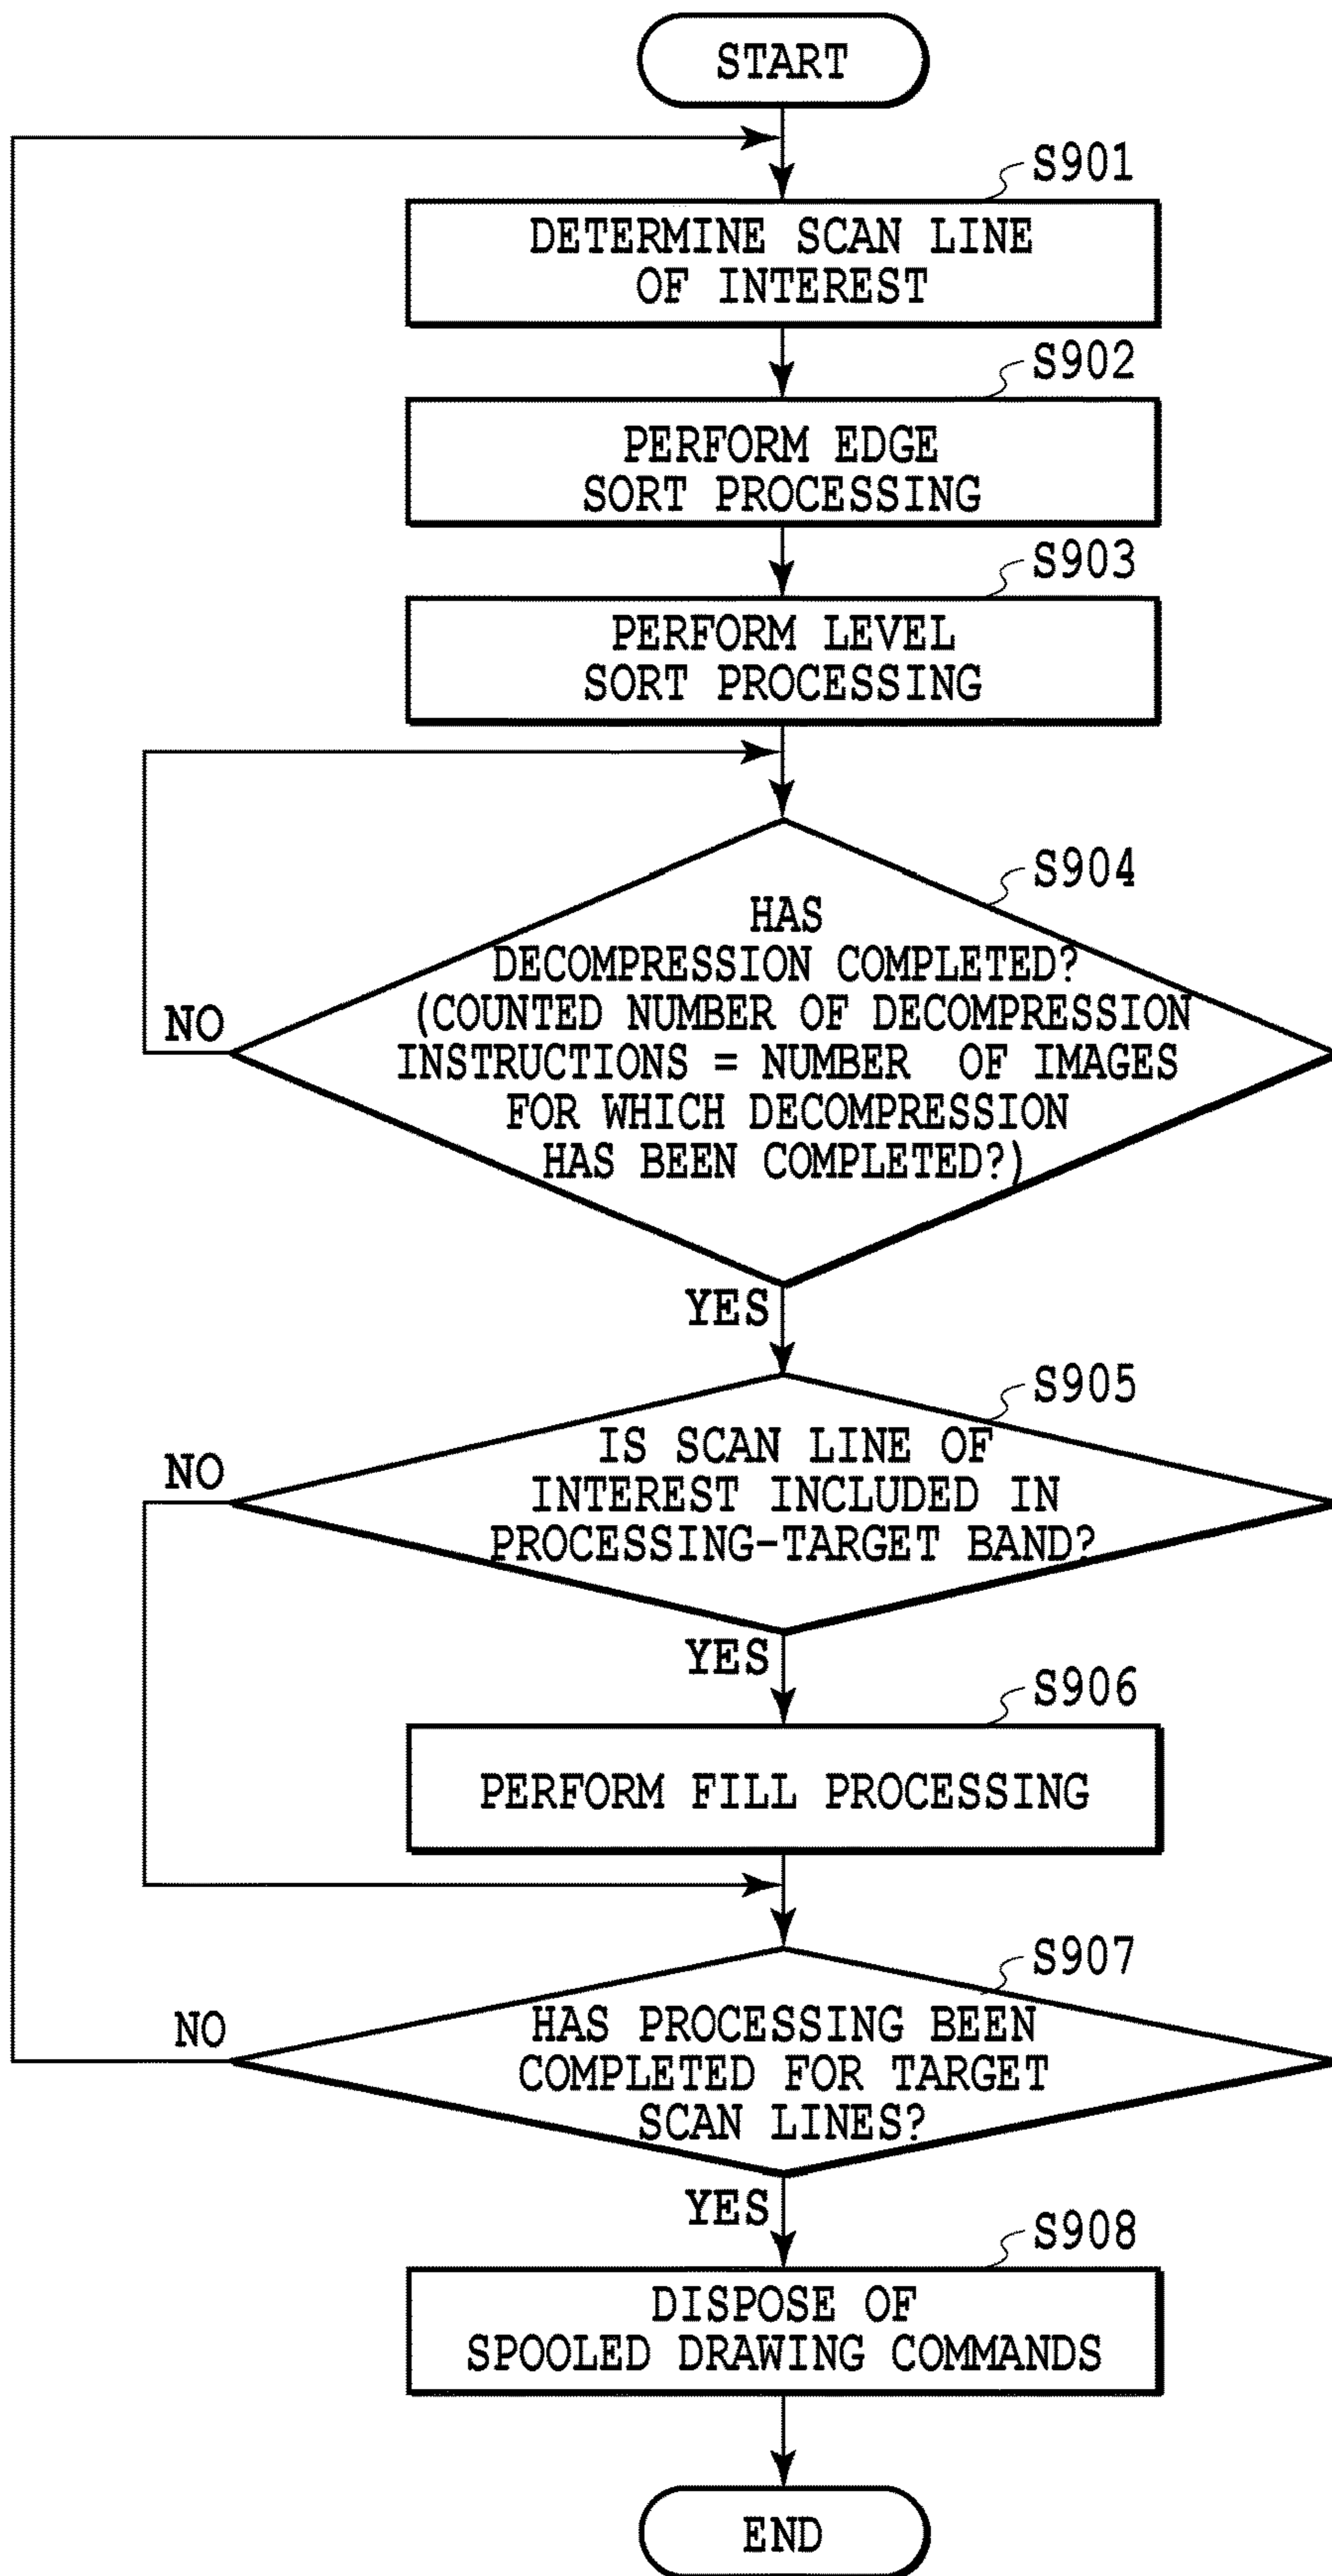 START
S901
DETERMINE SCAN LINE
OF INTEREST
S902
PERFORM EDGE
SORT PROCESSING
S903
PERFORM LEVEL
SORT PROCESSING
S904
HAS
DECOMPRESSION COMPLETED?
(COUNTED NUMBER OF DECOMPRESSION
INSTRUCTIONS = NUMBER OF IMAGES
FOR WHICH DECOMPRESSION
HAS BEEN COMPLETED?)
NO
YES
S905
IS SCAN LINE OF
INTEREST INCLUDED IN
PROCESSING-TARGET BAND?
NO
YES
S906
PERFORM FILL PROCESSING
S907
HAS PROCESSING BEEN
COMPLETED FOR TARGET
SCAN LINES?
NO
YES
S908
DISPOSE OF
SPOOLED DRAWING COMMANDS
END